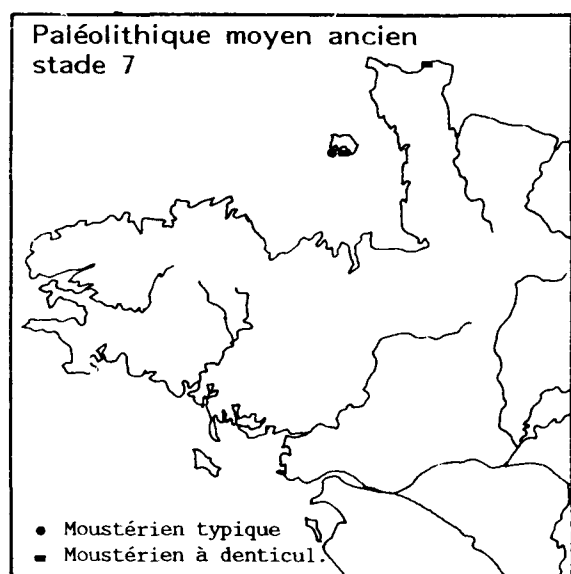 Paléolithique moyen ancien
stade 7
Moustérien typique
Moustérien à denticul.